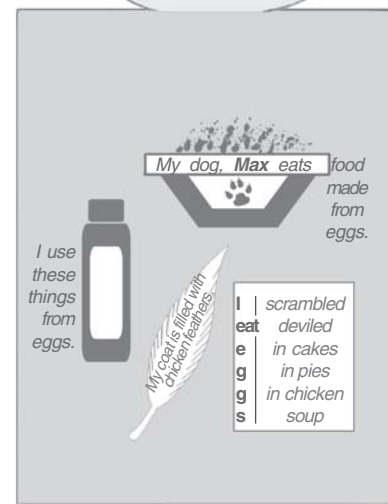 My dog, Max eats food
made
from
eggs.
I use
these
things
from
eggs.
My coat is filled with
chicken feathers.
I scrambled
eat deviled
e in cakes
g in pies
g in chicken
s soup